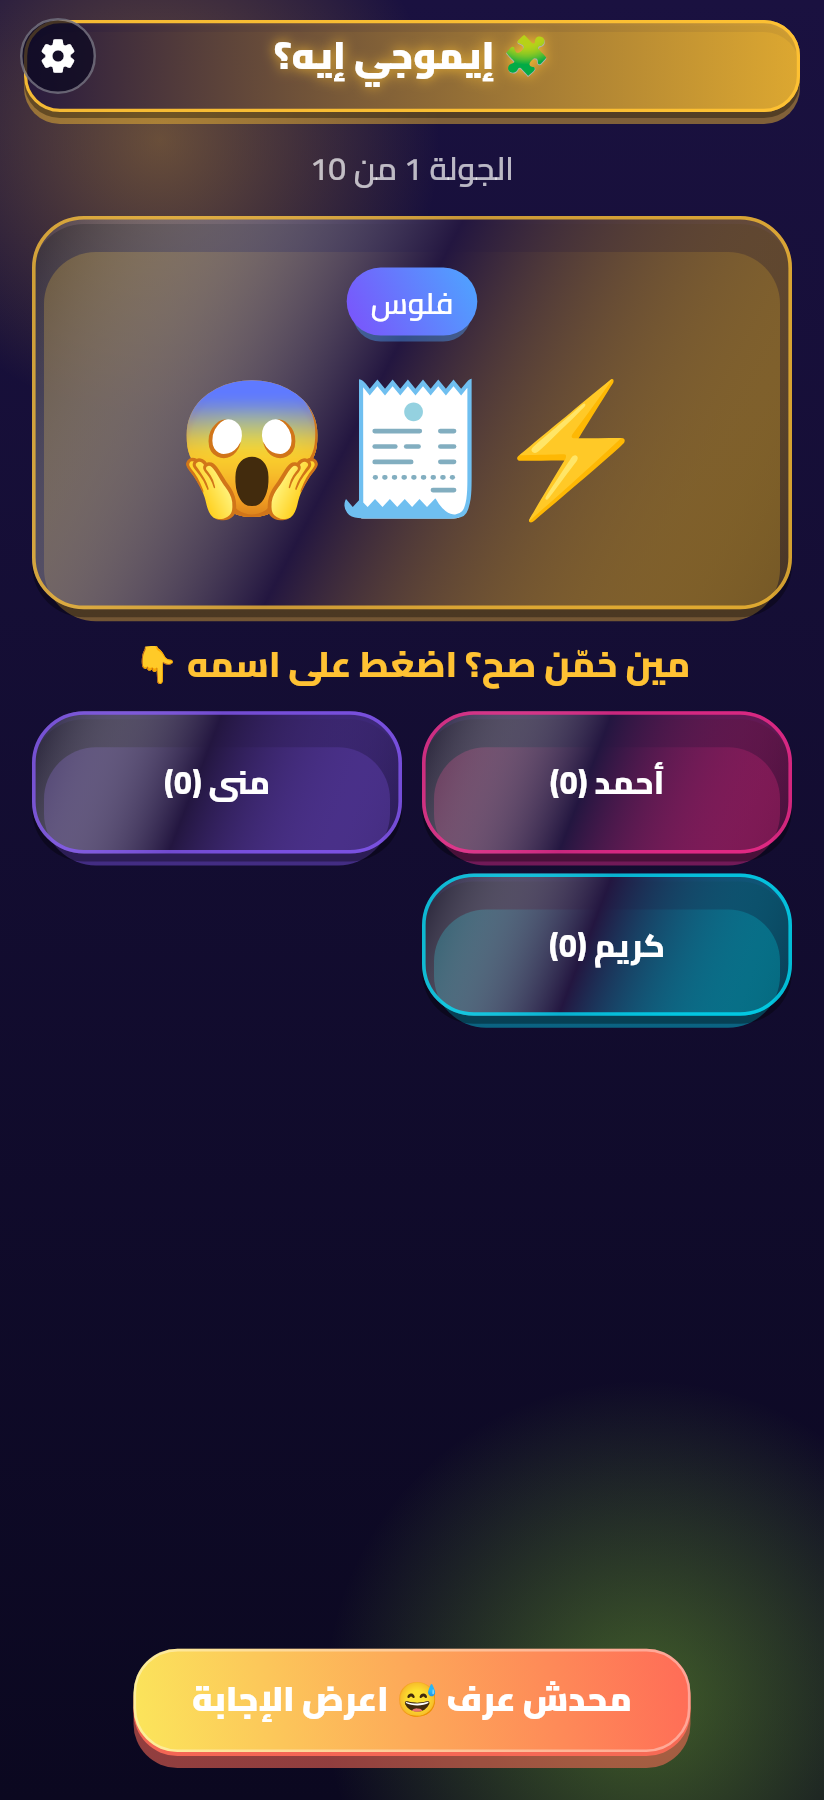 🧩 إيموجي إيه؟
الجولة 1 من 10
فلوس
مين خمّن صح؟ اضغط على اسمه 👇
أحمد (0)
منى (0)
كريم (0)
محدش عرف 😅 اعرض الإجابة